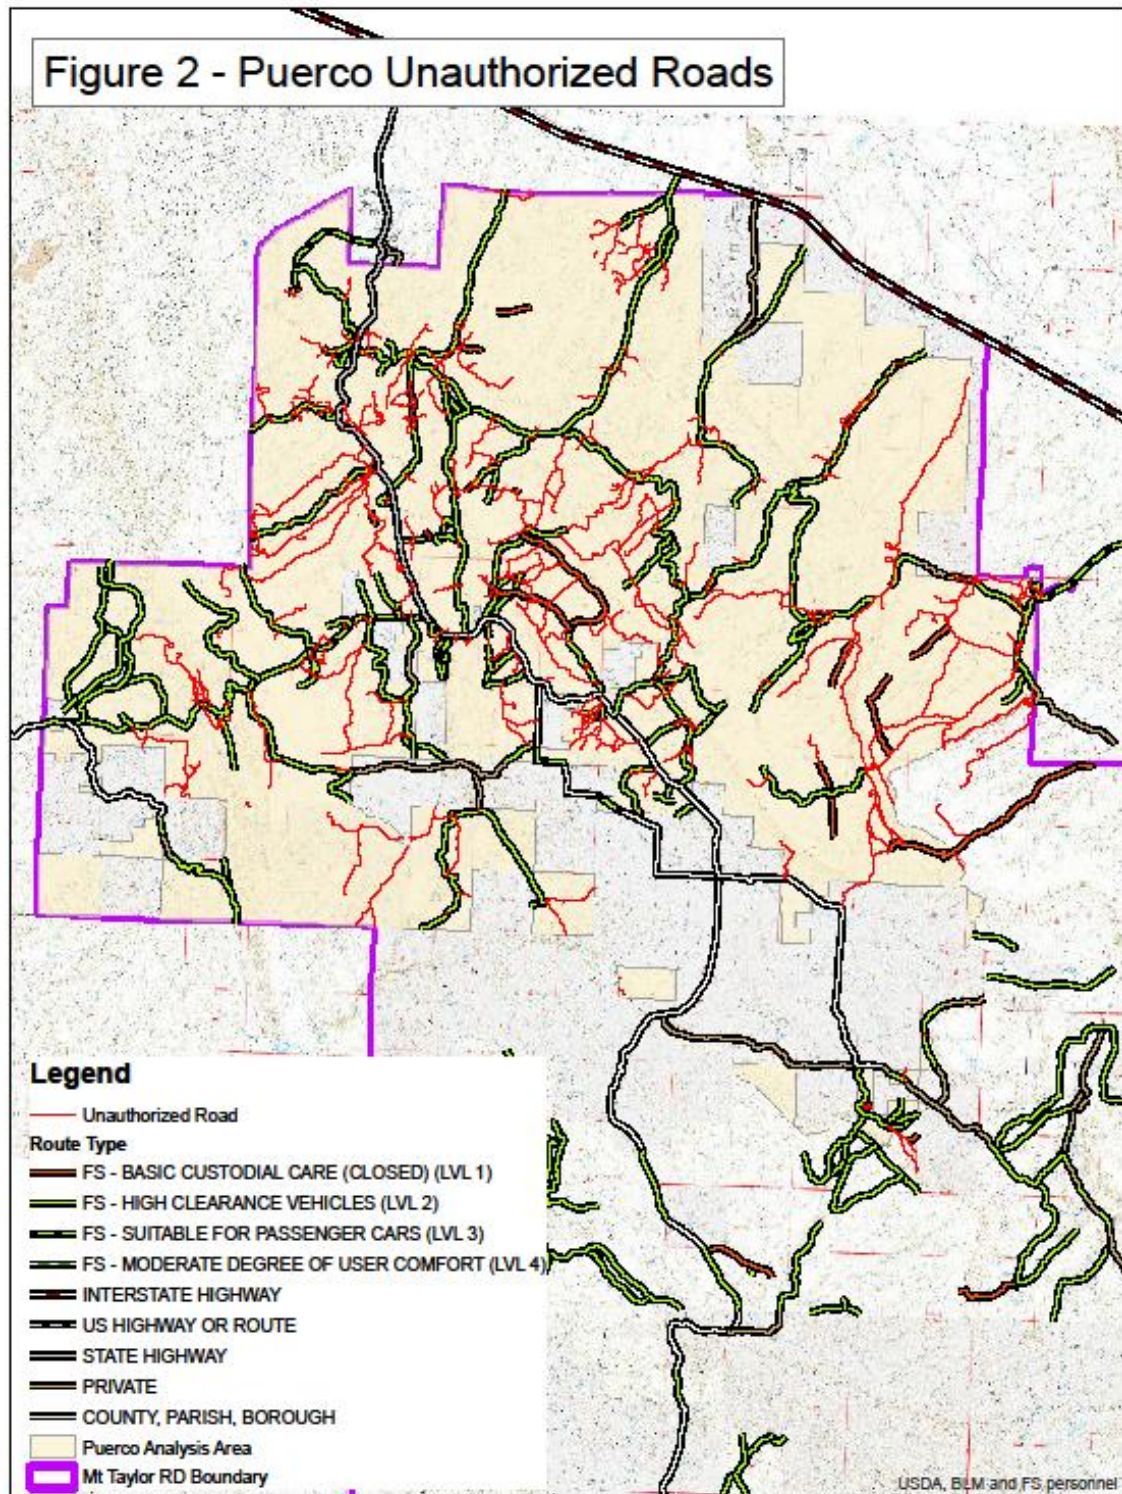 Figure 2 - Puerco Unauthorized Roads
Legend
Unauthorized Road
Route Type
FS - BASIC CUSTODIAL CARE (CLOSED) (LVL 1)
FS - HIGH CLEARANCE VEHICLES (LVL 2)
FS - SUITABLE FOR PASSENGER CARS (LVL 3)
FS - MODERATE DEGREE OF USER COMFORT (LVL 4)
INTERSTATE HIGHWAY
US HIGHWAY OR ROUTE
STATE HIGHWAY
PRIVATE
COUNTY, PARISH, BOROUGH
Puerco Analysis Area
Mt Taylor RD Boundary
USDA, BLM and FS personnel